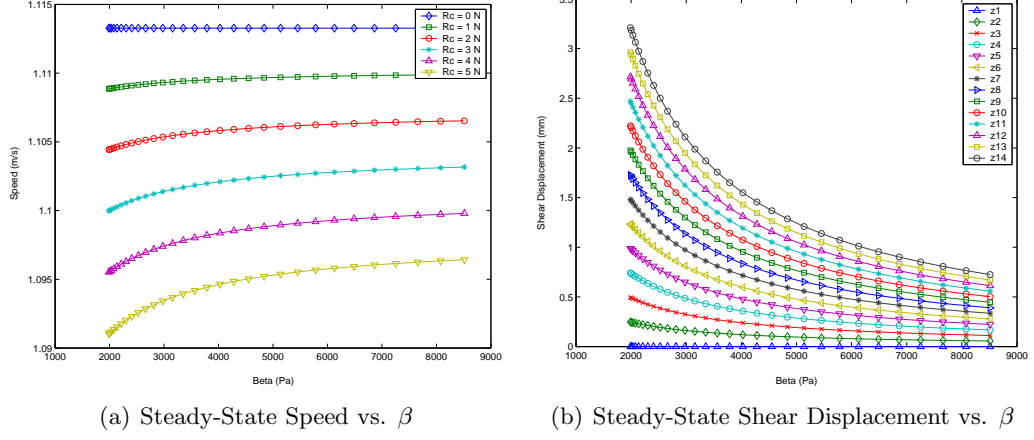 1.115
1.11
1.105
1.1
1.095
1.09
Speed (m/s)
1000 2000 3000 4000 5000 6000 7000 8000 9000
Beta (Pa)
Rc = 0 N
Rc = 1 N
Rc = 2 N
Rc = 3 N
Rc = 4 N
Rc = 5 N
(a) Steady-State Speed vs. β
3.5
3
2.5
2
1.5
1
0.5
0
Shear Displacement (mm)
1000 2000 3000 4000 5000 6000 7000 8000 9000
Beta (Pa)
z1
z2
z3
z4
z5
z6
z7
z8
z9
z10
z11
z12
z13
z14
(b) Steady-State Shear Displacement vs. β